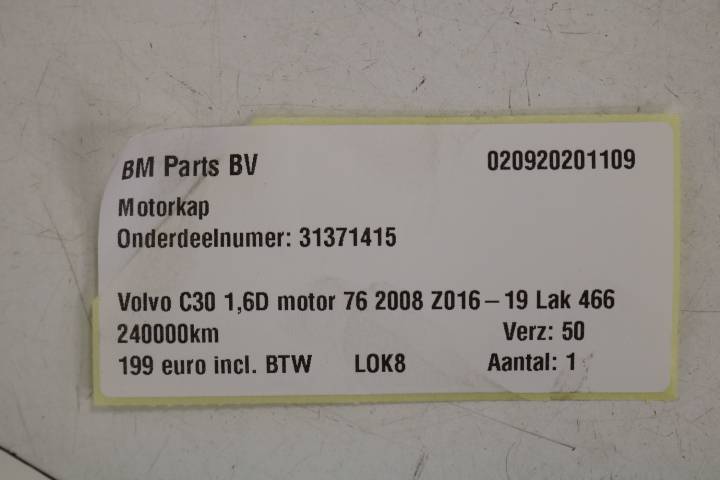 BM Parts BV 020920201109
Motorkap
Onderdeelnumer: 31371415
Volvo C30 1,6D motor 76 2008 Z016–19 Lak 466
240000km Verz: 50
199 euro incl. BTW LOK8 Aantal: 1